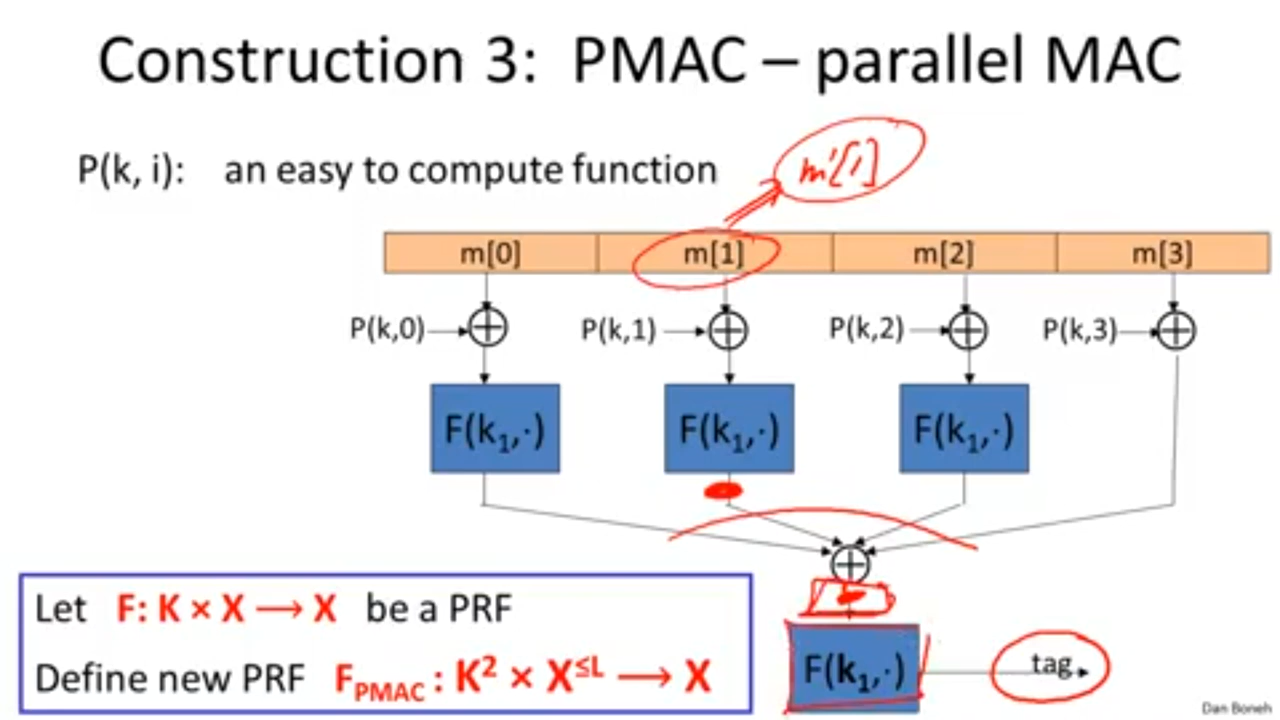 Construction 3: PMAC – parallel MAC
P(k, i): an easy to compute function
m'[1]
m[0] m[1] m[2] m[3]
P(k,0) P(k,1) P(k,2) P(k,3)
F(k₁,·) F(k₁,·) F(k₁,·)
Let F: K × X ⟶ X be a PRF
Define new PRF F_PMAC : K² × X^≤L ⟶ X
F(k₁,·) tag
Dan Boneh